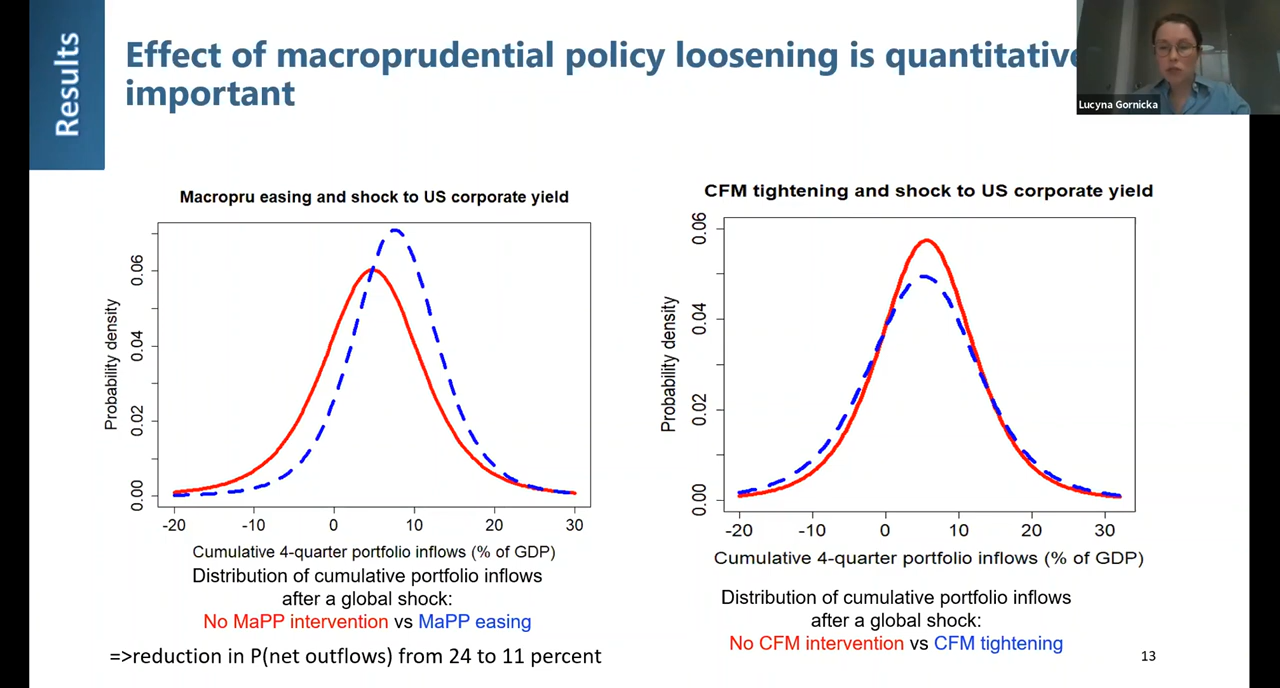 Results
Effect of macroprudential policy loosening is quantitative
important
Lucyna Gornicka
Macropru easing and shock to US corporate yield
Probability density
0.00
0.02
0.04
0.06
-20
-10
0
10
20
30
Cumulative 4-quarter portfolio inflows (% of GDP)
Distribution of cumulative portfolio inflows
after a global shock:
No MaPP intervention vs MaPP easing
=>reduction in P(net outflows) from 24 to 11 percent
CFM tightening and shock to US corporate yield
Probability density
0.00
0.02
0.04
0.06
-20
-10
0
10
20
30
Cumulative 4-quarter portfolio inflows (% of GDP)
Distribution of cumulative portfolio inflows
after a global shock:
No CFM intervention vs CFM tightening
13